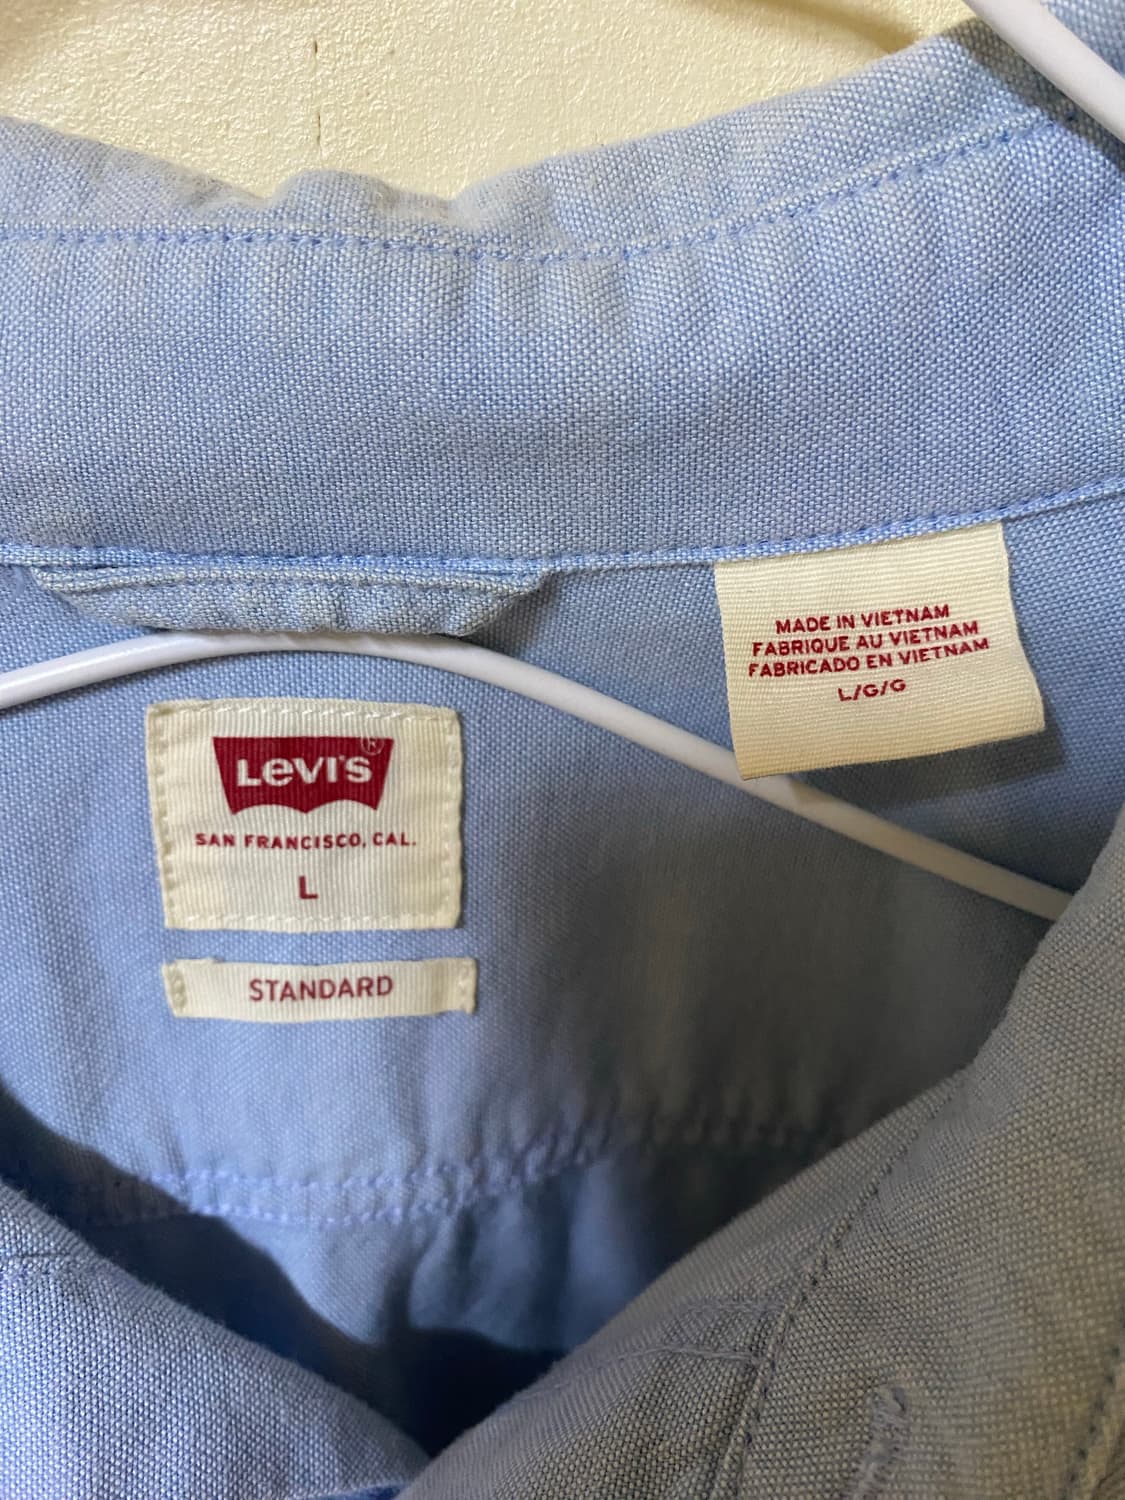 MADE IN VIETNAM
FABRIQUE AU VIETNAM
FABRICADO EN VIETNAM
L/G/G
Levi's®
SAN FRANCISCO, CAL.
L
STANDARD